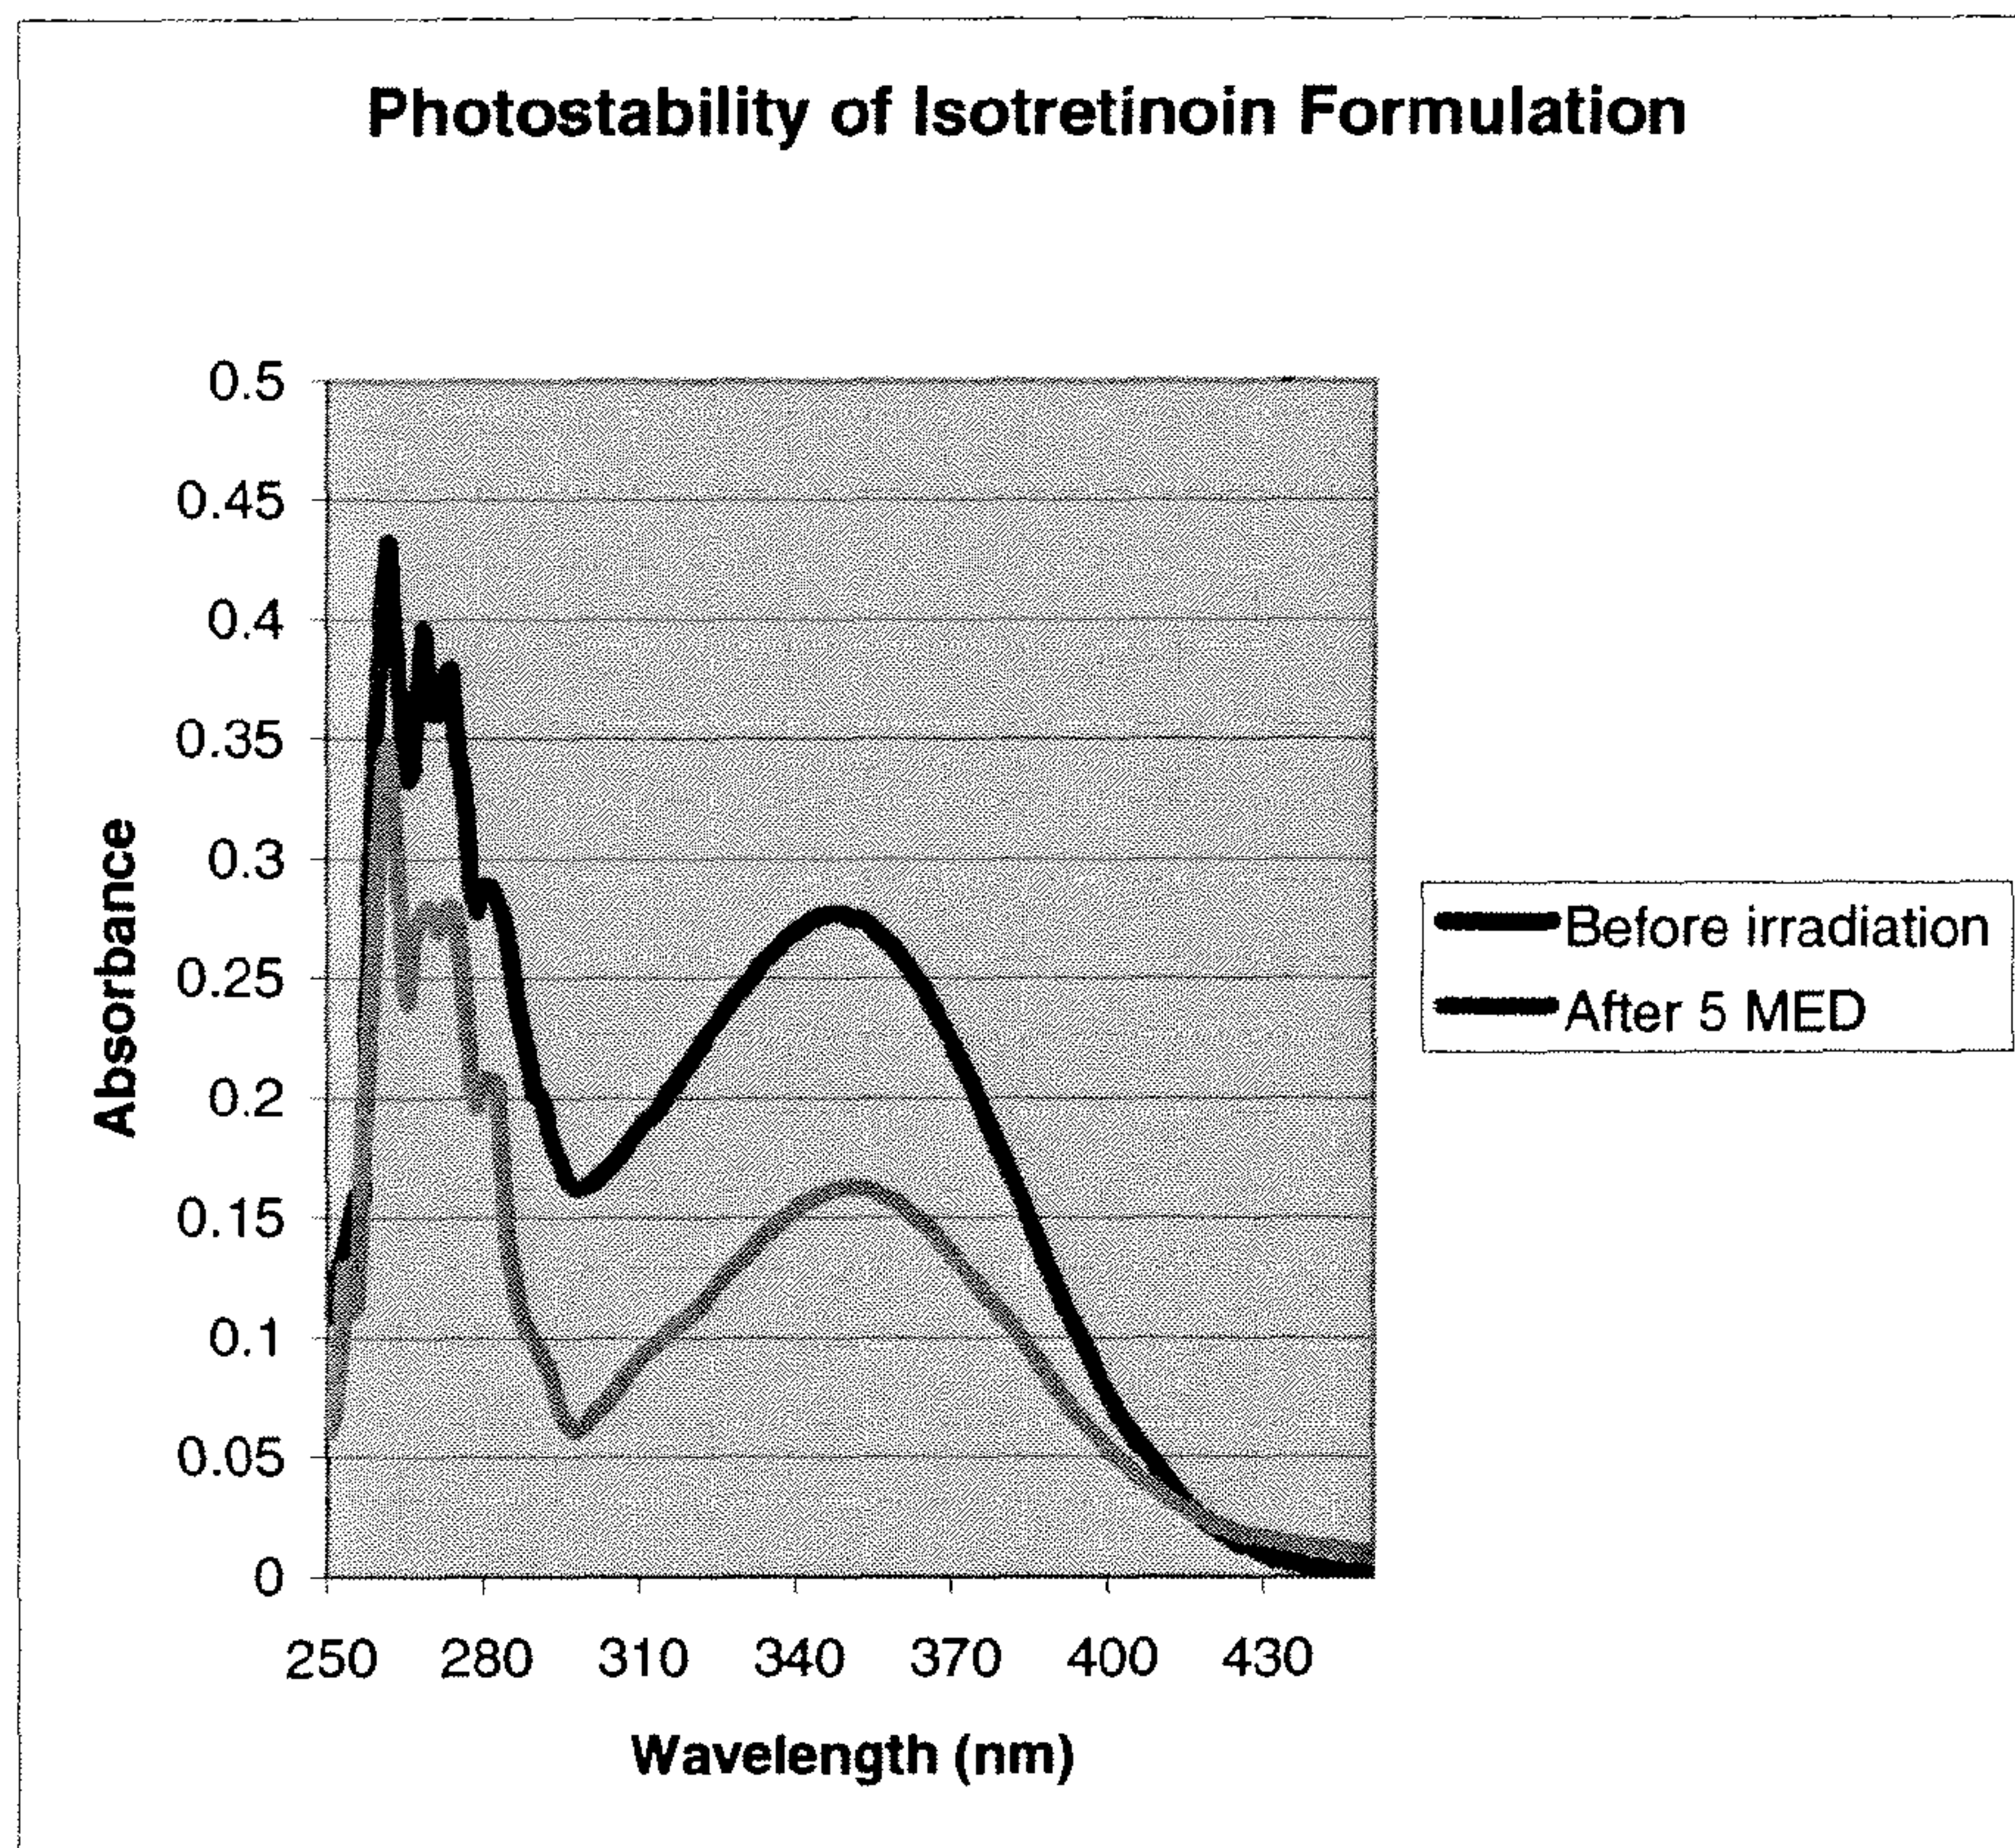 Photostability of Isotretinoin Formulation
0.5
0.45
0.4
0.35
0.3
0.25
0.2
0.15
0.1
0.05
0
Absorbance
250 280 310 340 370 400 430
Wavelength (nm)
Before irradiation
After 5 MED